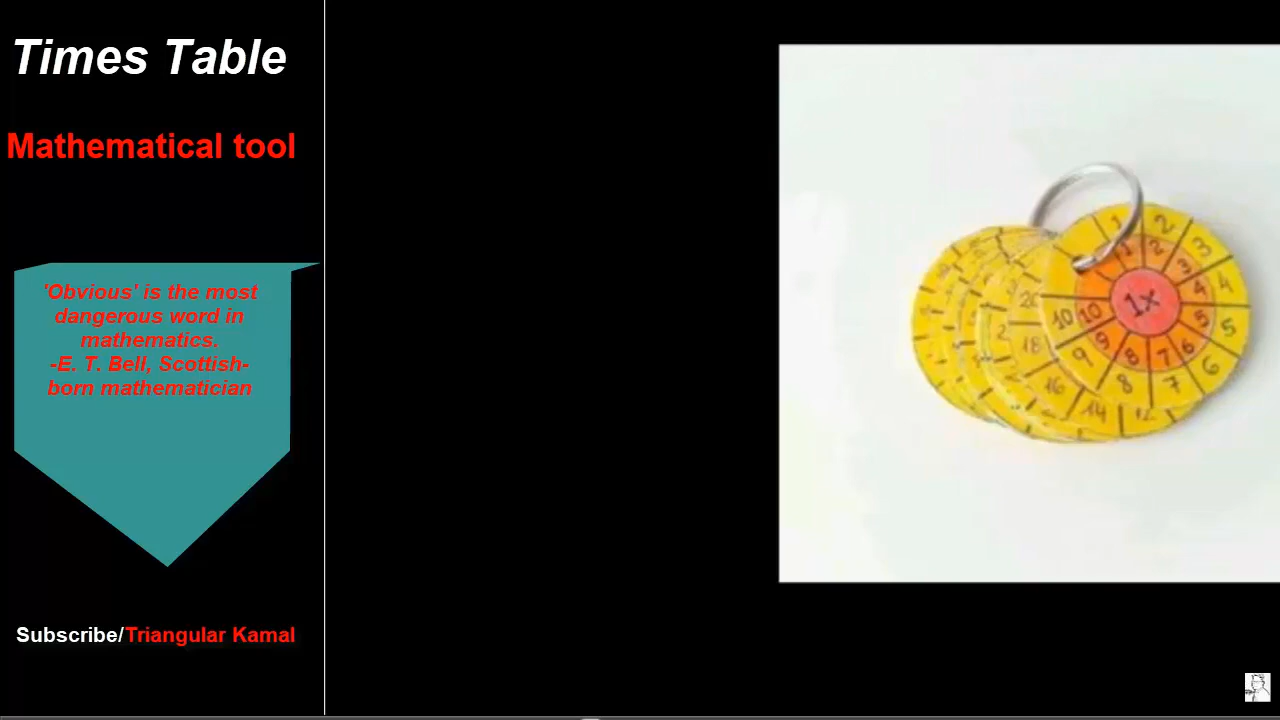 Times Table
Mathematical tool
'Obvious' is the most
dangerous word in
mathematics.
-E. T. Bell, Scottish-
born mathematician
Subscribe/Triangular Kamal
1x
1 2 3 4 5 6 7 8 9 10
1 2 3 4 5 6 7 8 9 10
20
18
16
14
12